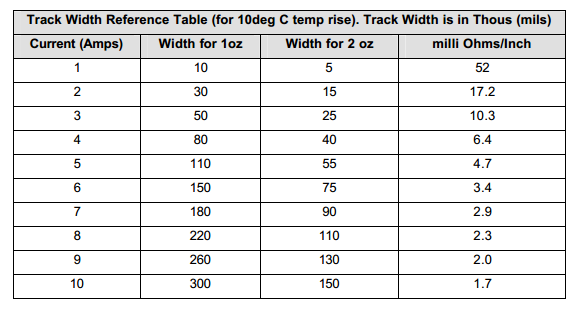 Track Width Reference Table (for 10deg C temp rise). Track Width is in Thous (mils)
Current (Amps) Width for 1oz Width for 2 oz milli Ohms/Inch
1 10 5 52
2 30 15 17.2
3 50 25 10.3
4 80 40 6.4
5 110 55 4.7
6 150 75 3.4
7 180 90 2.9
8 220 110 2.3
9 260 130 2.0
10 300 150 1.7